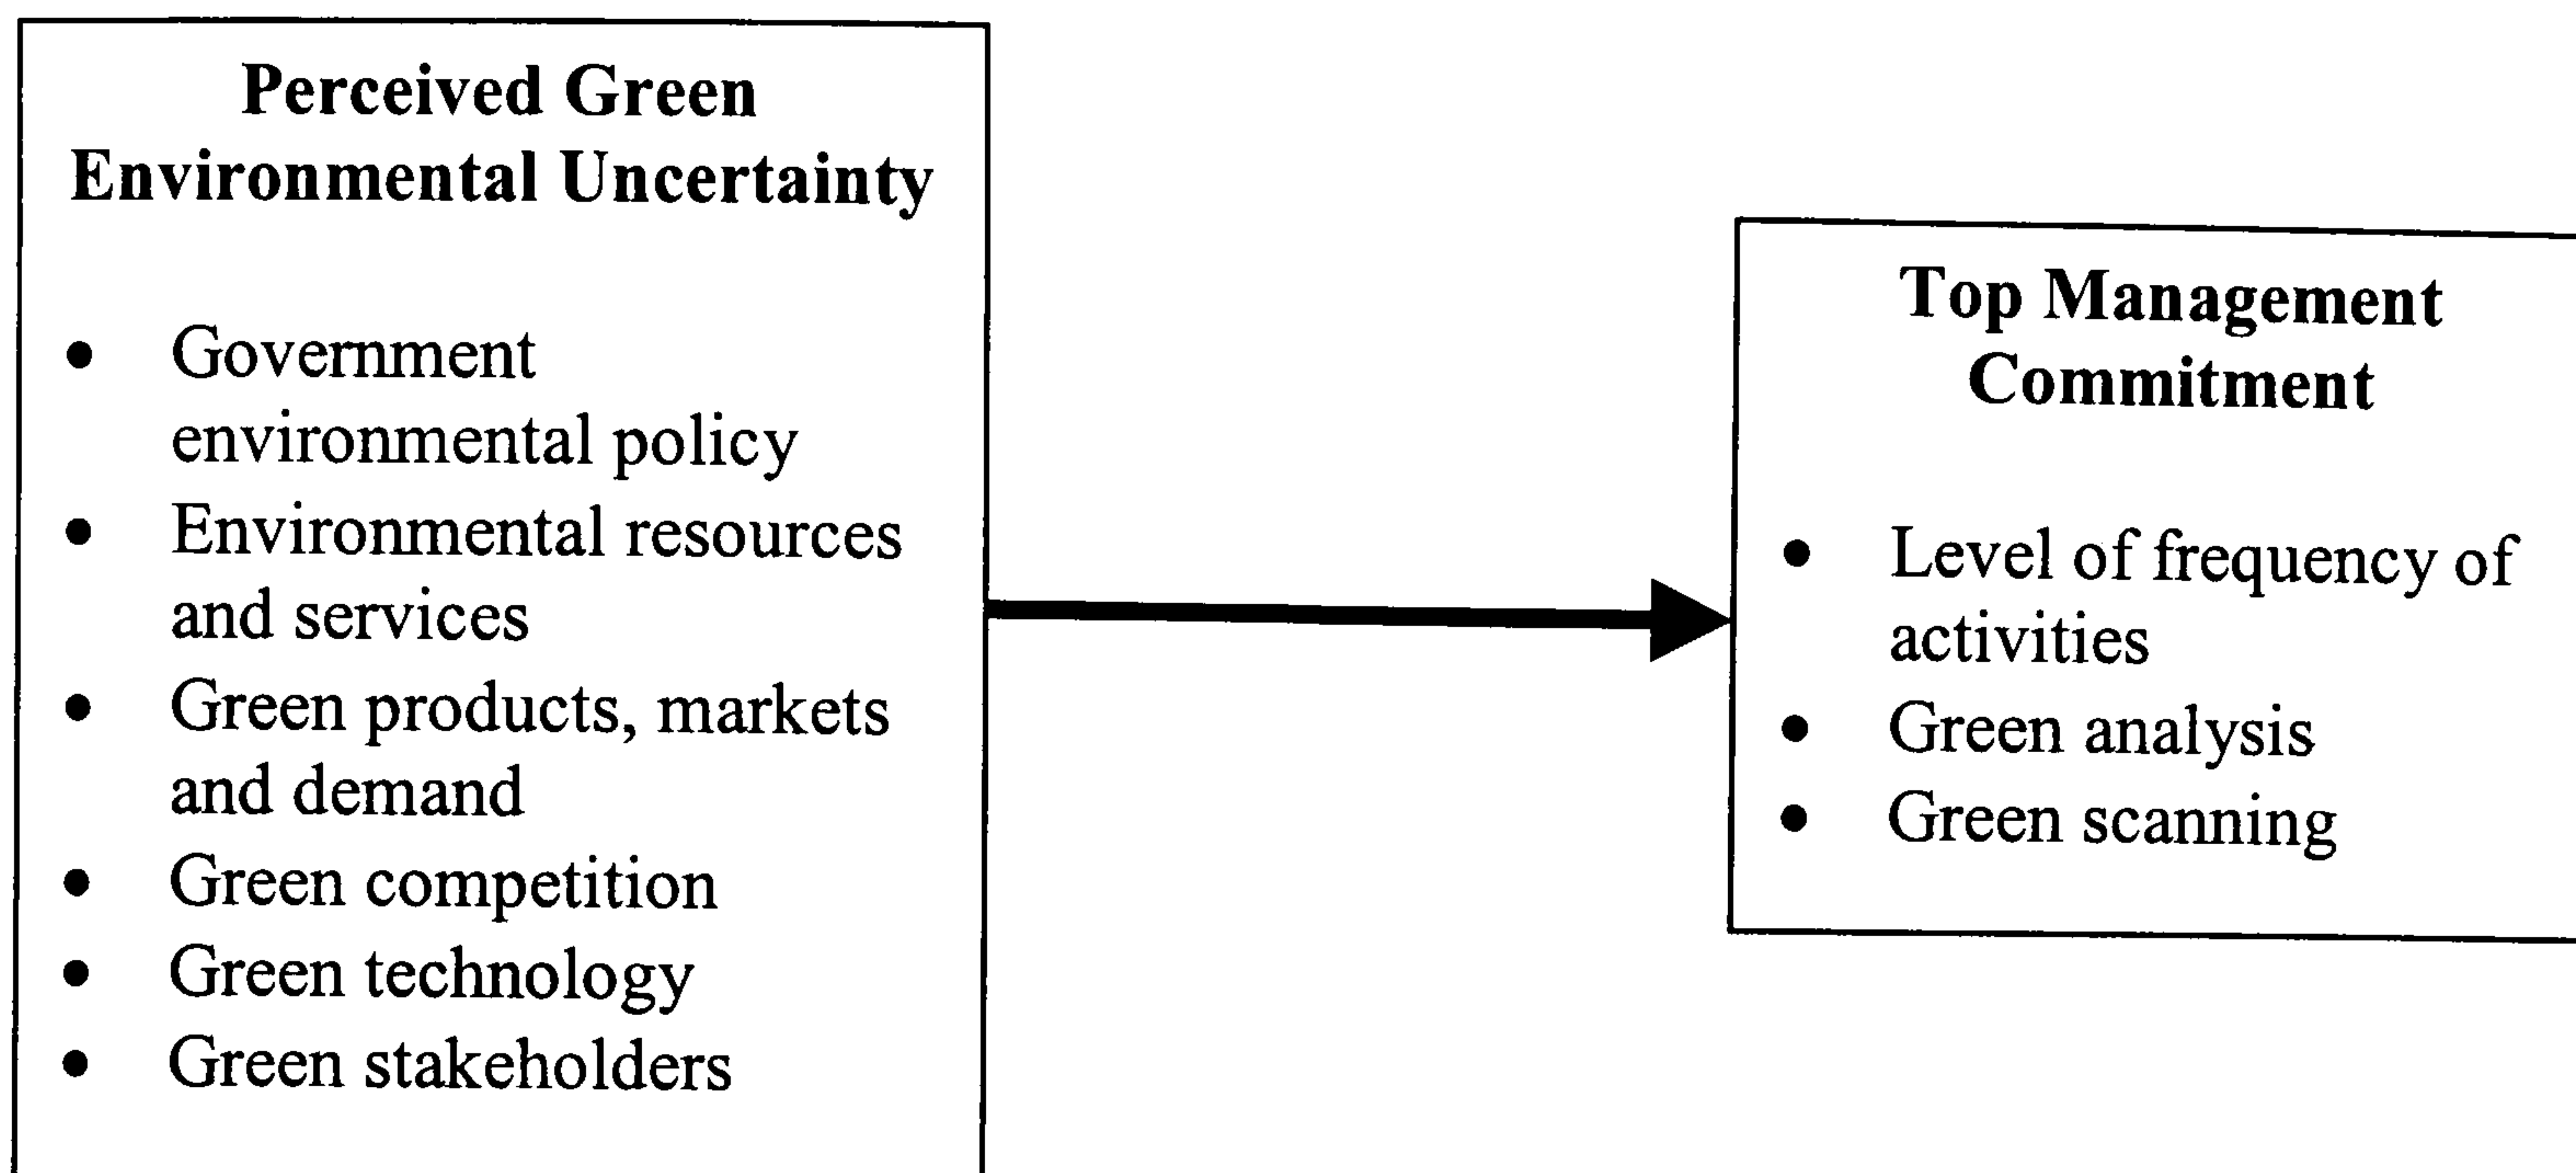 Perceived Green
Environmental Uncertainty
• Government
environmental policy
• Environmental resources
and services
• Green products, markets
and demand
• Green competition
• Green technology
• Green stakeholders
Top Management
Commitment
• Level of frequency of
activities
• Green analysis
• Green scanning